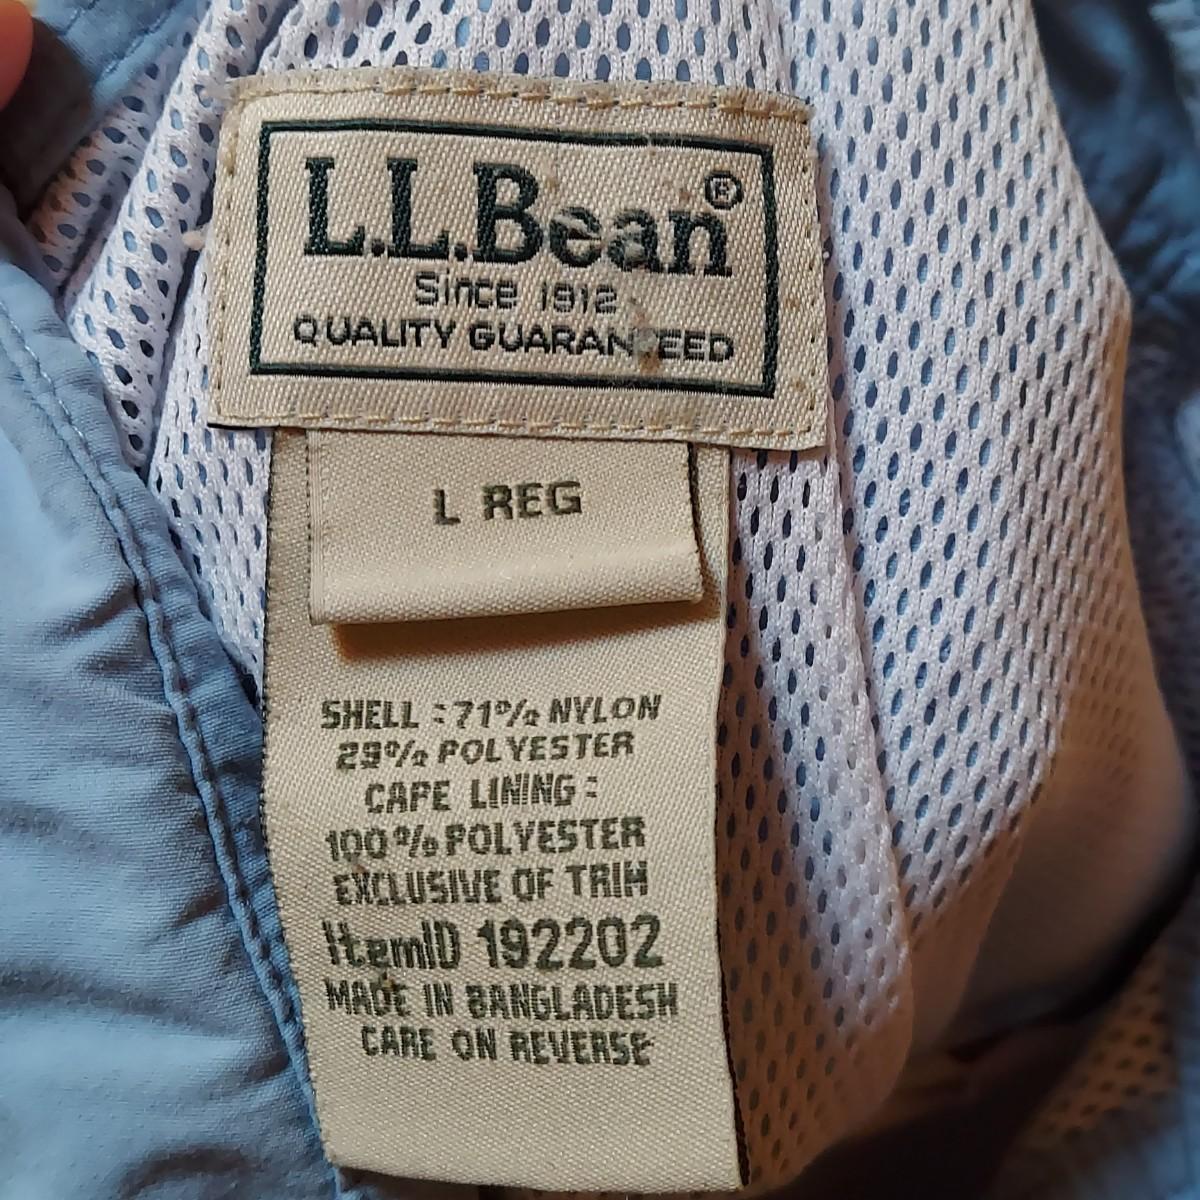 L.L.Bean®
Since 1912
QUALITY GUARANTEED
L REG
SHELL : 71% NYLON
29% POLYESTER
CAPE LINING :
100% POLYESTER
EXCLUSIVE OF TRIM
ItemID 192202
MADE IN BANGLADESH
CARE ON REVERSE